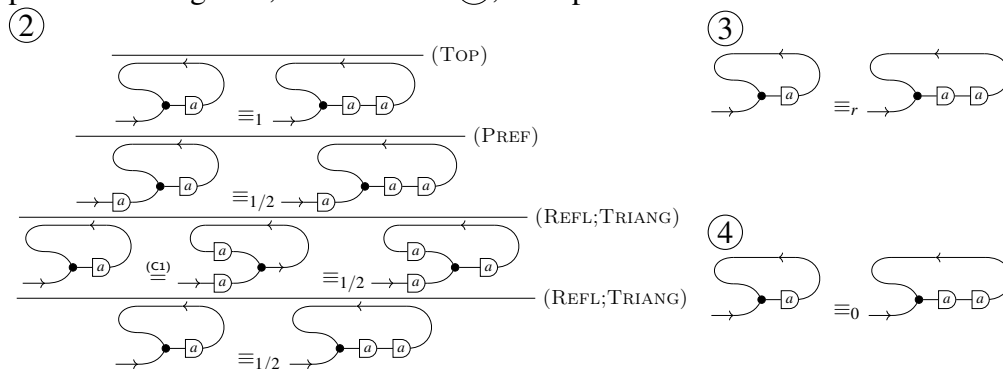 ②
③
(TOP)
a ≡1 a a
a ≡r a a
(PREF)
a a ≡1/2 a a a
(REFL;TRIANG)
④
a (C1) = a a ≡1/2 a a a
a ≡0 a a
(REFL;TRIANG)
a ≡1/2 a a